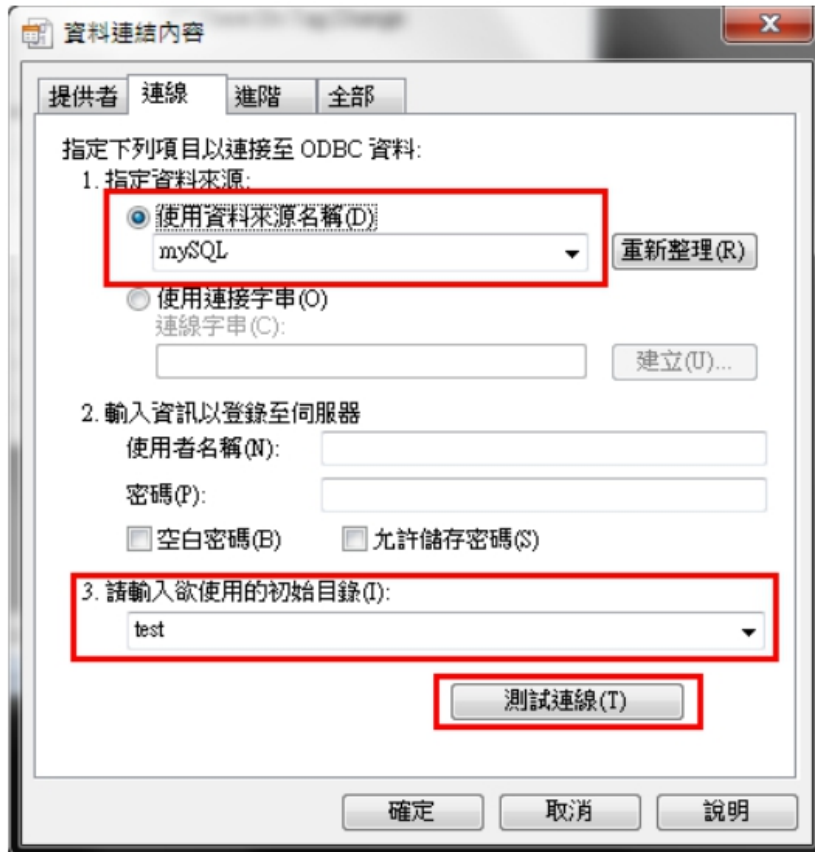 資料連結內容
提供者 連線 進階 全部
指定下列項目以連接至 ODBC 資料:
1. 指定資料來源:
使用資料來源名稱(D)
mySQL 重新整理(R)
使用連接字串(O)
連線字串(C):
建立(U)...
2. 輸入資訊以登錄至伺服器
使用者名稱(N):
密碼(P):
空白密碼(B) 允許儲存密碼(S)
3. 請輸入欲使用的初始目錄(I):
test
測試連線(T)
確定 取消 說明